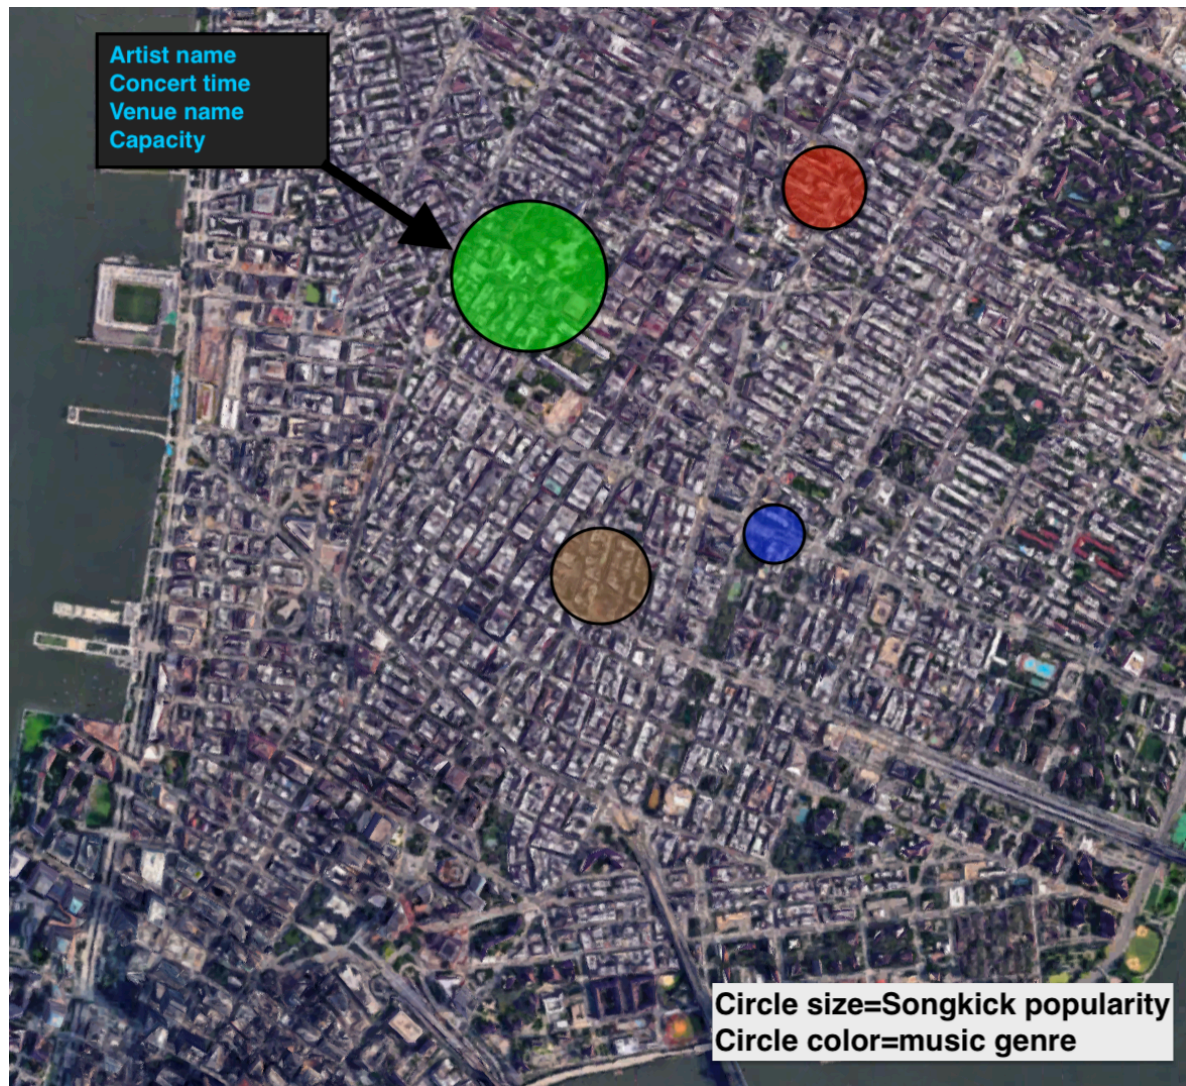 Artist name
Concert time
Venue name
Capacity
Circle size=Songkick popularity
Circle color=music genre